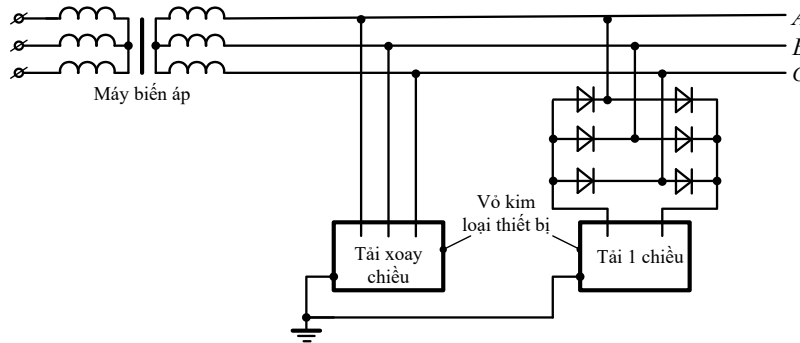 A
B
C
Máy biến áp
Vỏ kim
loại thiết bị
Tải xoay
chiều
Tải 1 chiều